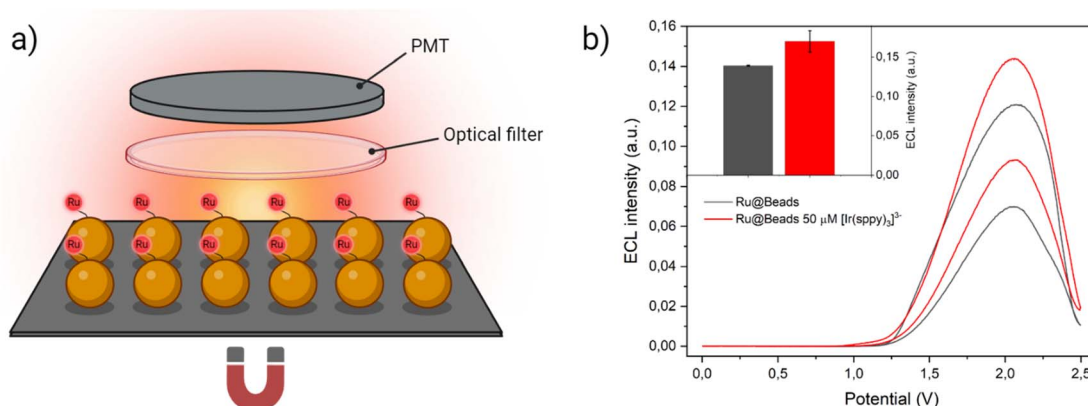 a)
PMT
Optical filter
Ru Ru Ru Ru Ru Ru
Ru Ru Ru Ru Ru Ru
b)
ECL intensity (a.u.)
0,16
0,14
0,12
0,10
0,08
0,06
0,04
0,02
0,00
0,15
0,10
0,05
0,00
ECL intensity (a.u.)
Ru@Beads
Ru@Beads 50 μM [Ir(sppy)₃]³⁻
0,0 0,5 1,0 1,5 2,0 2,5
Potential (V)